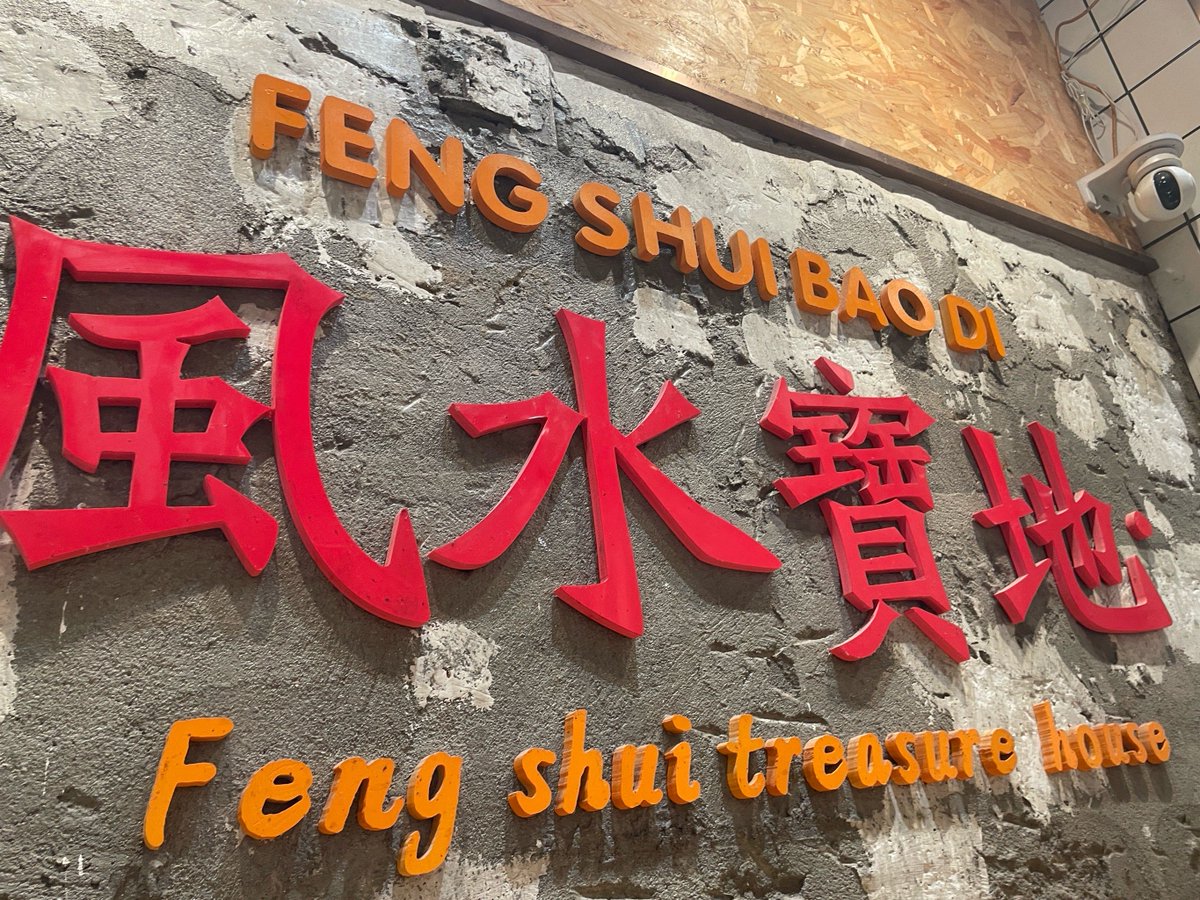 FENG SHUI BAO DI
風水寶地
Feng shui treasure house